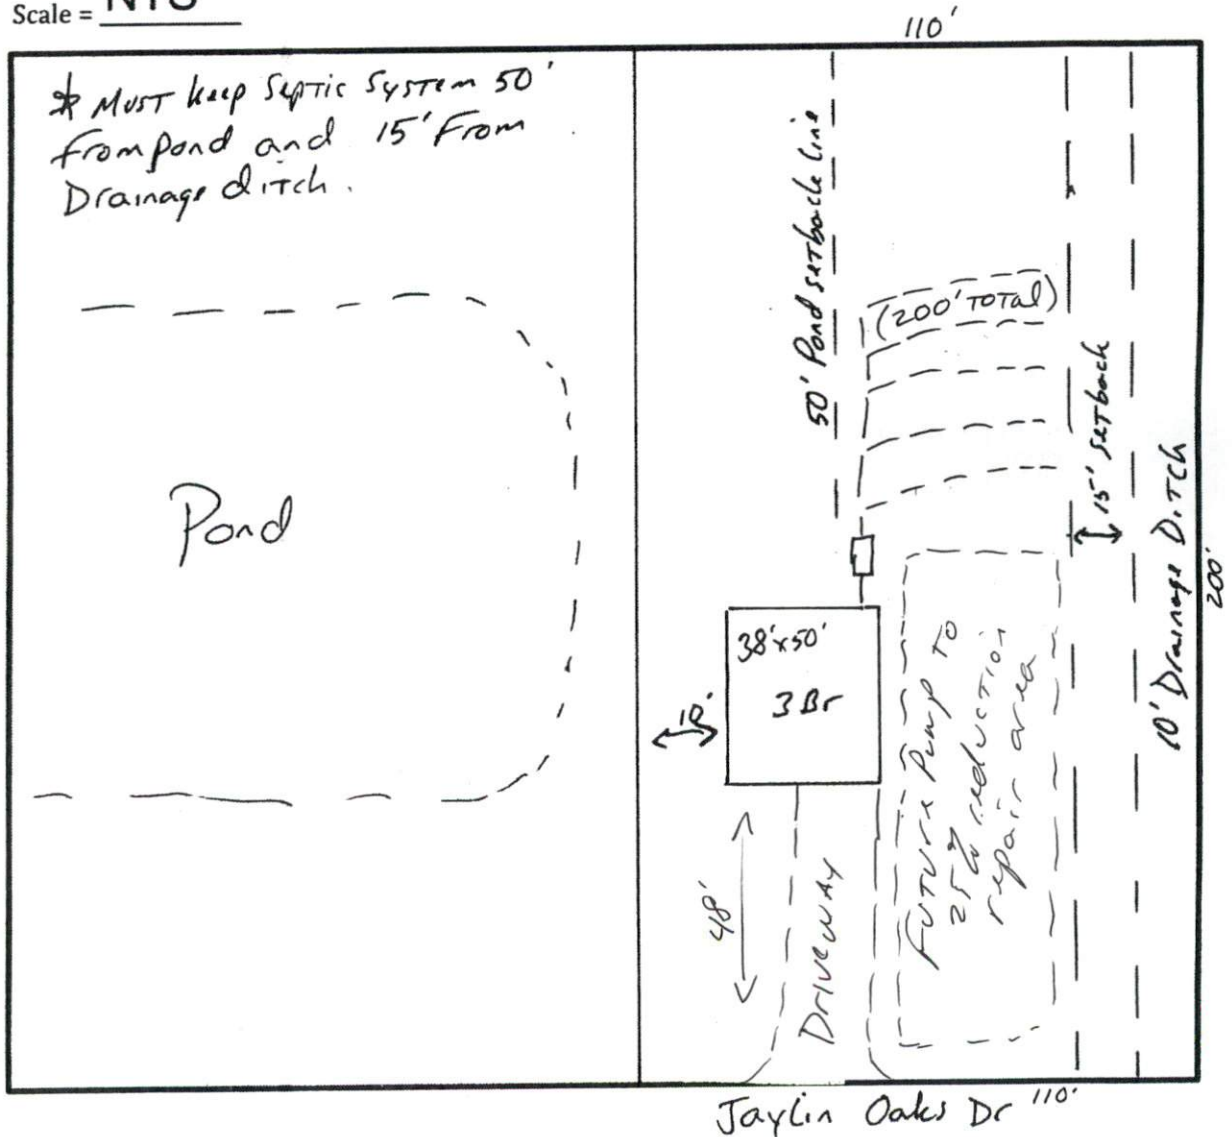 Scale = NTS
110'
* Must keep Septic System 50'
from pond and 15' From
Drainage ditch.
50' Pond setback line
(200' Total)
15' setback
10' Drainage Ditch
200'
Pond
38'x50'
3 Br
10'
48'
Driveway
Future Pump to
25% reduction
repair area
Jaylin Oaks Dr
110'